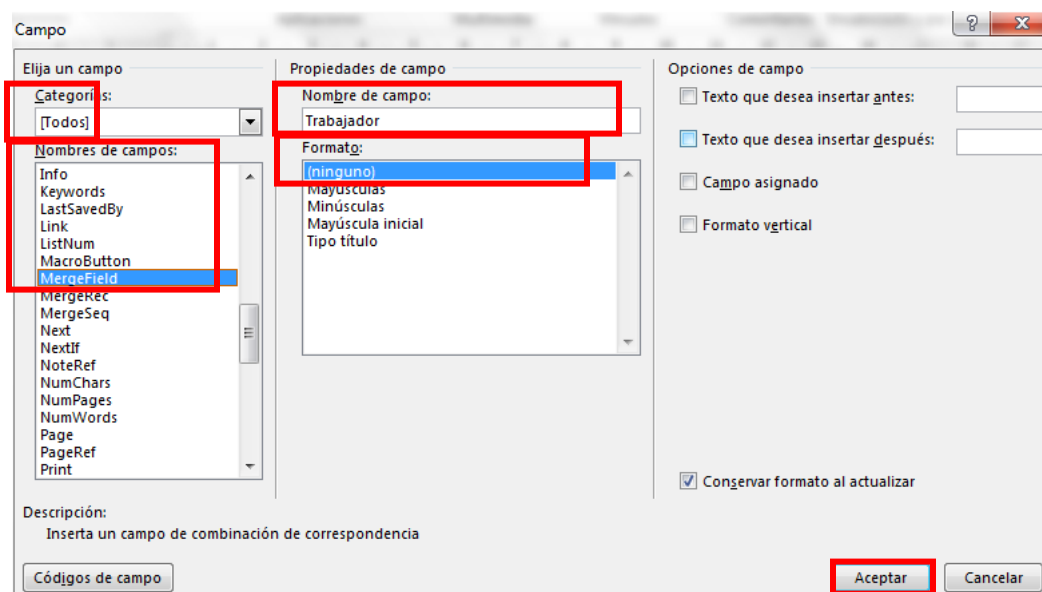 Campo
Elija un campo
Categorías:
[Todos]
Nombres de campos:
Info
Keywords
LastSavedBy
Link
ListNum
MacroButton
MergeField
MergeRec
MergeSeq
Next
NextIf
NoteRef
NumChars
NumPages
NumWords
Page
PageRef
Print
Propiedades de campo
Nombre de campo:
Trabajador
Formato:
(ninguno)
Mayúsculas
Minúsculas
Mayúscula inicial
Tipo título
Opciones de campo
Texto que desea insertar antes:
Texto que desea insertar después:
Campo asignado
Formato vertical
Conservar formato al actualizar
Descripción:
Inserta un campo de combinación de correspondencia
Códigos de campo
Aceptar
Cancelar